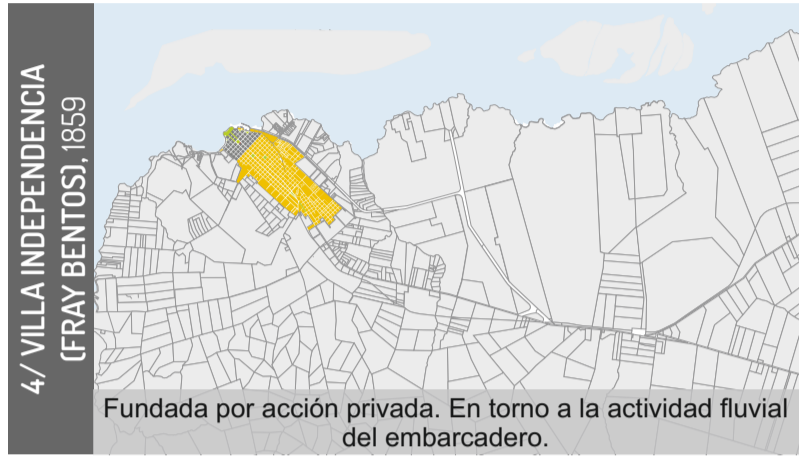 4/ VILLA INDEPENDENCIA
(FRAY BENTOS), 1859
Fundada por acción privada. En torno a la actividad fluvial
del embarcadero.